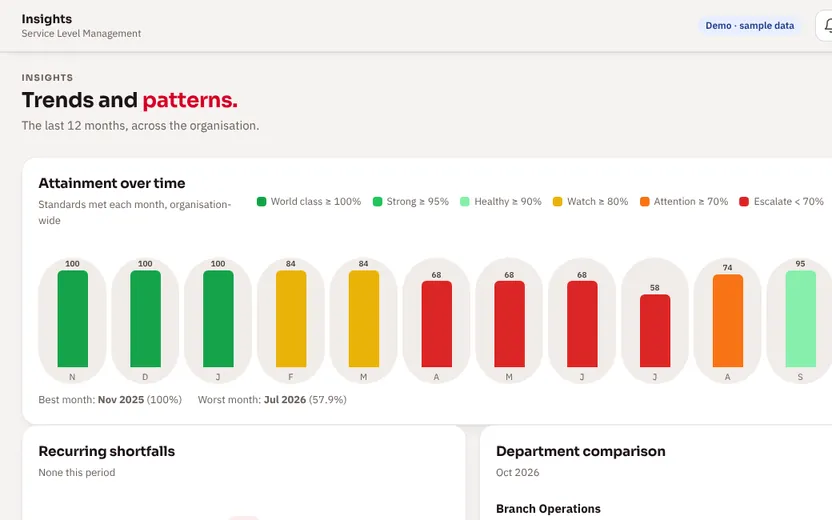 Insights
Service Level Management
Demo · sample data
INSIGHTS
Trends and patterns.
The last 12 months, across the organisation.
Attainment over time
Standards met each month, organisation-
wide
World class ≥ 100% Strong ≥ 95% Healthy ≥ 90% Watch ≥ 80% Attention ≥ 70% Escalate < 70%
100 100 100 84 84 68 68 68 58 74 95
N D J F M A M J J A S
Best month: Nov 2025 (100%) Worst month: Jul 2026 (57.9%)
Recurring shortfalls
None this period
Department comparison
Oct 2026
Branch Operations